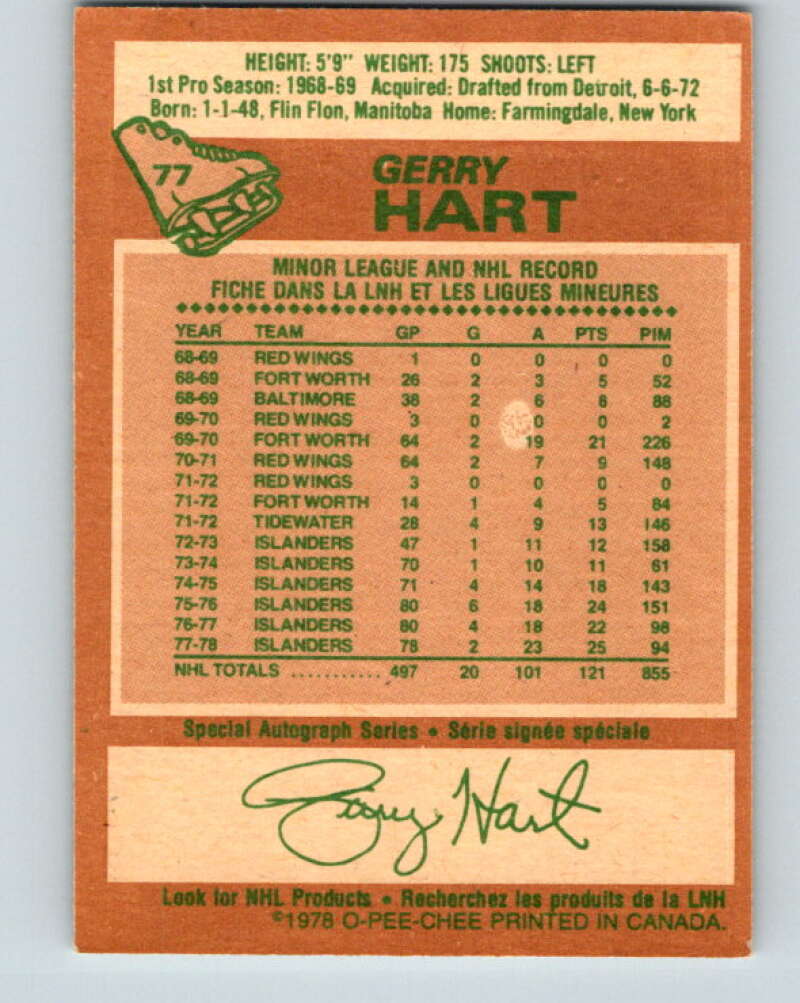 HEIGHT: 5'9" WEIGHT: 175 SHOOTS: LEFT
1st Pro Season: 1968-69 Acquired: Drafted from Detroit, 6-6-72
Born: 1-1-48, Flin Flon, Manitoba Home: Farmingdale, New York
77
GERRY
HART
MINOR LEAGUE AND NHL RECORD
FICHE DANS LA LNH ET LES LIGUES MINEURES
YEAR TEAM GP G A PTS PIM
68-69 RED WINGS 1 0 0 0 0
68-69 FORT WORTH 26 2 3 5 52
68-69 BALTIMORE 38 2 6 8 88
69-70 RED WINGS 3 0 0 0 2
69-70 FORT WORTH 64 2 19 21 226
70-71 RED WINGS 64 2 7 9 148
71-72 RED WINGS 3 0 0 0 0
71-72 FORT WORTH 14 1 4 5 84
71-72 TIDEWATER 28 4 9 13 146
72-73 ISLANDERS 47 1 11 12 158
73-74 ISLANDERS 70 1 10 11 61
74-75 ISLANDERS 71 4 14 18 143
75-76 ISLANDERS 80 6 18 24 151
76-77 ISLANDERS 80 4 18 22 98
77-78 ISLANDERS 78 2 23 25 94
NHL TOTALS ........... 497 20 101 121 855
Special Autograph Series • Série signée spéciale
Gerry Hart
Look for NHL Products • Recherchez les produits de la LNH
©1978 O-PEE-CHEE PRINTED IN CANADA.